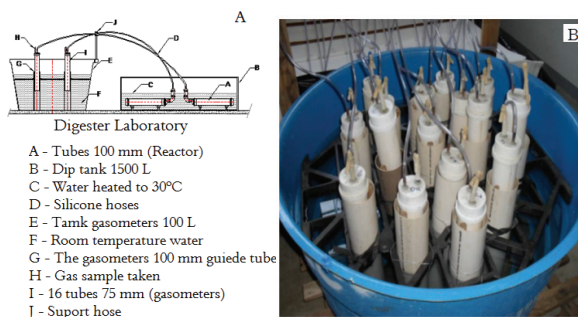 A
J
H
I
D
G
E
B
C
A
F
Digester Laboratory
A - Tubes 100 mm (Reactor)
B - Dip tank 1500 L
C - Water heated to 30ºC
D - Silicone hoses
E - Tamk gasometers 100 L
F - Room temperature water
G - The gasometers 100 mm guiede tube
H - Gas sample taken
I - 16 tubes 75 mm (gasometers)
J - Suport hose
B